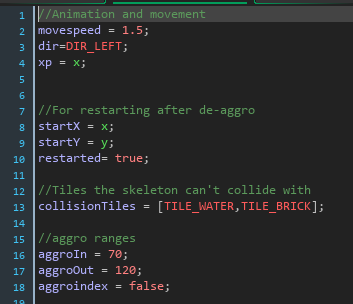 1 //Animation and movement
2 movespeed = 1.5;
3 dir=DIR_LEFT;
4 xp = x;
5
6
7 //For restarting after de-aggro
8 startX = x;
9 startY = y;
10 restarted= true;
11
12 //Tiles the skeleton can't collide with
13 collisionTiles = [TILE_WATER,TILE_BRICK];
14
15 //aggro ranges
16 aggroIn = 70;
17 aggroOut = 120;
18 aggroindex = false;
19